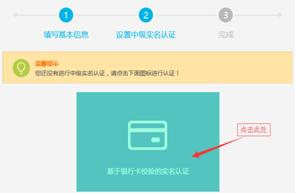 1
2
3
填写基本信息
设置中级实名认证
完成
温馨提示
您还没有进行中级实名认证，请点击下面图标进行认证！
点击此处
基于银行卡校验的实名认证